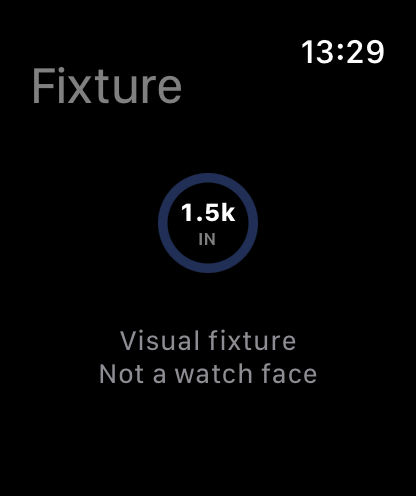 13:29
Fixture
1.5k
IN
Visual fixture
Not a watch face